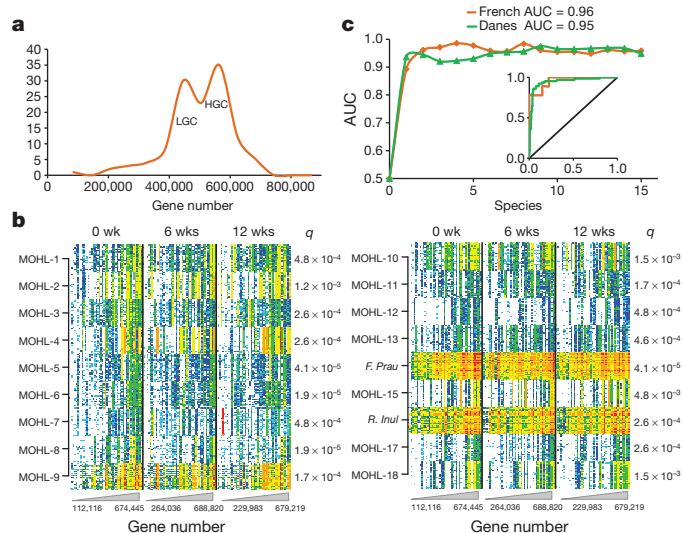 a
35
40
30
25
20
15
10
5
0
LGC
HGC
0
200,000
400,000
600,000
800,000
Gene number
c
French AUC = 0.96
Danes AUC = 0.95
1.0
0.9
0.8
0.7
0.6
0.5
AUC
0
5
10
15
Species
1.0
0.5
0.0
0.0
0.5
1.0
b
0 wk 6 wks 12 wks q
MOHL-1 4.8 × 10⁻⁴
MOHL-2 1.2 × 10⁻³
MOHL-3 2.6 × 10⁻⁴
MOHL-4 2.6 × 10⁻⁴
MOHL-5 4.1 × 10⁻⁵
MOHL-6 1.9 × 10⁻⁵
MOHL-7 4.8 × 10⁻⁴
MOHL-8 1.9 × 10⁻⁵
MOHL-9 1.7 × 10⁻⁴
112,116 674,445 264,036 688,820 229,983 679,219
Gene number
0 wk 6 wks 12 wks q
MOHL-10 1.5 × 10⁻³
MOHL-11 1.7 × 10⁻⁴
MOHL-12 4.8 × 10⁻⁴
MOHL-13 4.6 × 10⁻⁴
F. Prau 4.1 × 10⁻⁵
MOHL-15 4.8 × 10⁻³
R. Inul 2.6 × 10⁻⁴
MOHL-17 2.6 × 10⁻⁴
MOHL-18 1.5 × 10⁻³
112,116 674,445 264,036 688,820 229,983 679,219
Gene number